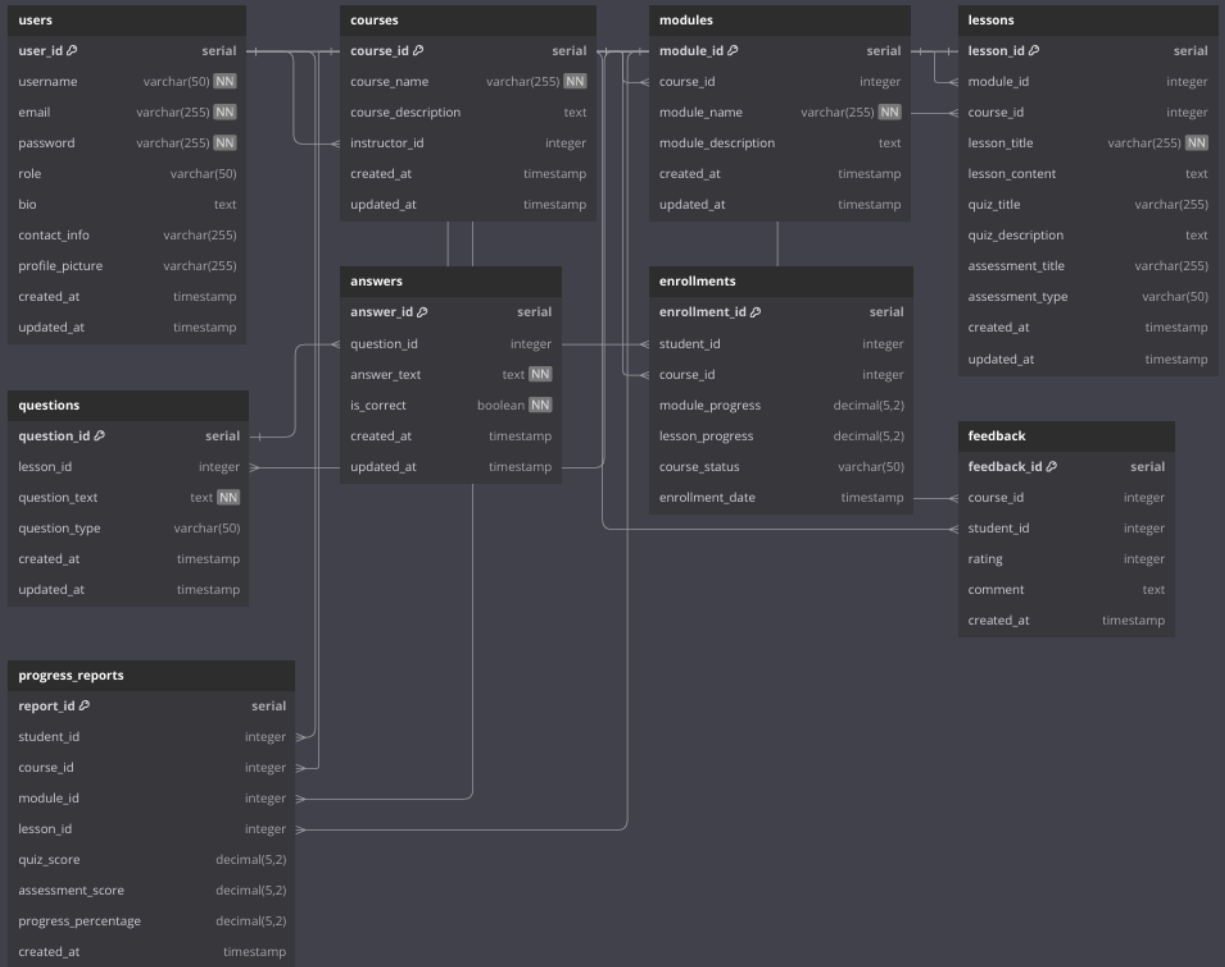 users
user_id serial
username varchar(50) NN
email varchar(255) NN
password varchar(255) NN
role varchar(50)
bio text
contact_info varchar(255)
profile_picture varchar(255)
created_at timestamp
updated_at timestamp
courses
course_id serial
course_name varchar(255) NN
course_description text
instructor_id integer
created_at timestamp
updated_at timestamp
modules
module_id serial
course_id integer
module_name varchar(255) NN
module_description text
created_at timestamp
updated_at timestamp
lessons
lesson_id serial
module_id integer
course_id integer
lesson_title varchar(255) NN
lesson_content text
quiz_title varchar(255)
quiz_description text
assessment_title varchar(255)
assessment_type varchar(50)
created_at timestamp
updated_at timestamp
answers
answer_id serial
question_id integer
answer_text text NN
is_correct boolean NN
created_at timestamp
updated_at timestamp
enrollments
enrollment_id serial
student_id integer
course_id integer
module_progress decimal(5,2)
lesson_progress decimal(5,2)
course_status varchar(50)
enrollment_date timestamp
questions
question_id serial
lesson_id integer
question_text text NN
question_type varchar(50)
created_at timestamp
updated_at timestamp
feedback
feedback_id serial
course_id integer
student_id integer
rating integer
comment text
created_at timestamp
progress_reports
report_id serial
student_id integer
course_id integer
module_id integer
lesson_id integer
quiz_score decimal(5,2)
assessment_score decimal(5,2)
progress_percentage decimal(5,2)
created_at timestamp